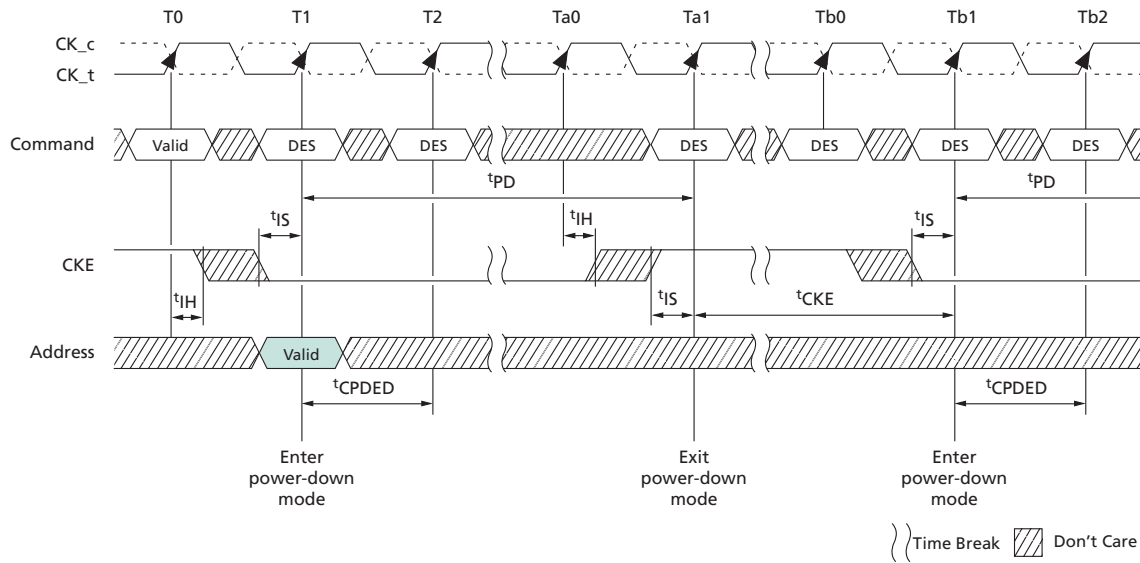 T0 T1 T2 Ta0 Ta1 Tb0 Tb1 Tb2
CK_c
CK_t
Command Valid DES DES DES DES DES DES
tPD tPD
tIS tIH tIS
CKE
tIH tIS tCKE
Address Valid
tCPDED tCPDED
Enter power-down mode
Exit power-down mode
Enter power-down mode
Time Break Don't Care